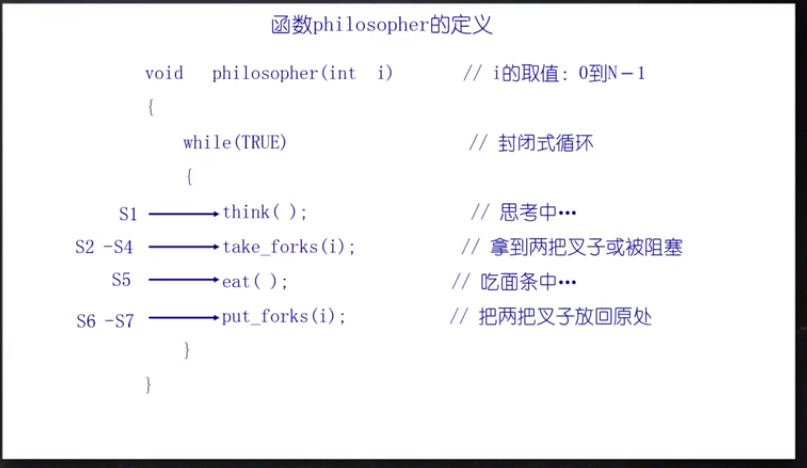 函数philosopher的定义
void philosopher(int i) // i的取值：0到N－1
{
while(TRUE) // 封闭式循环
{
S1 think( ); // 思考中…
S2 -S4 take_forks(i); // 拿到两把叉子或被阻塞
S5 eat( ); // 吃面条中…
S6 -S7 put_forks(i); // 把两把叉子放回原处
}
}